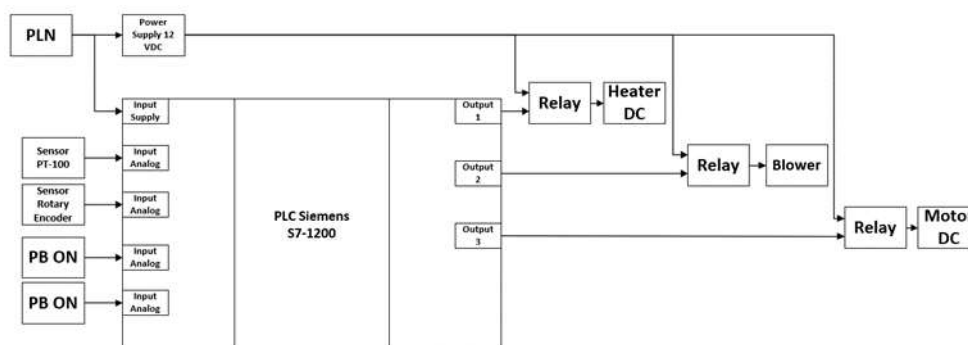 PLN
Power
Supply 12
VDC
Input
Supply
Output
1
Relay
Heater
DC
Sensor
PT-100
Input
Analog
Output
2
Relay
Blower
Sensor
Rotary
Encoder
Input
Analog
PLC Siemens
S7-1200
Output
3
Relay
Motor
DC
PB ON
Input
Analog
PB ON
Input
Analog